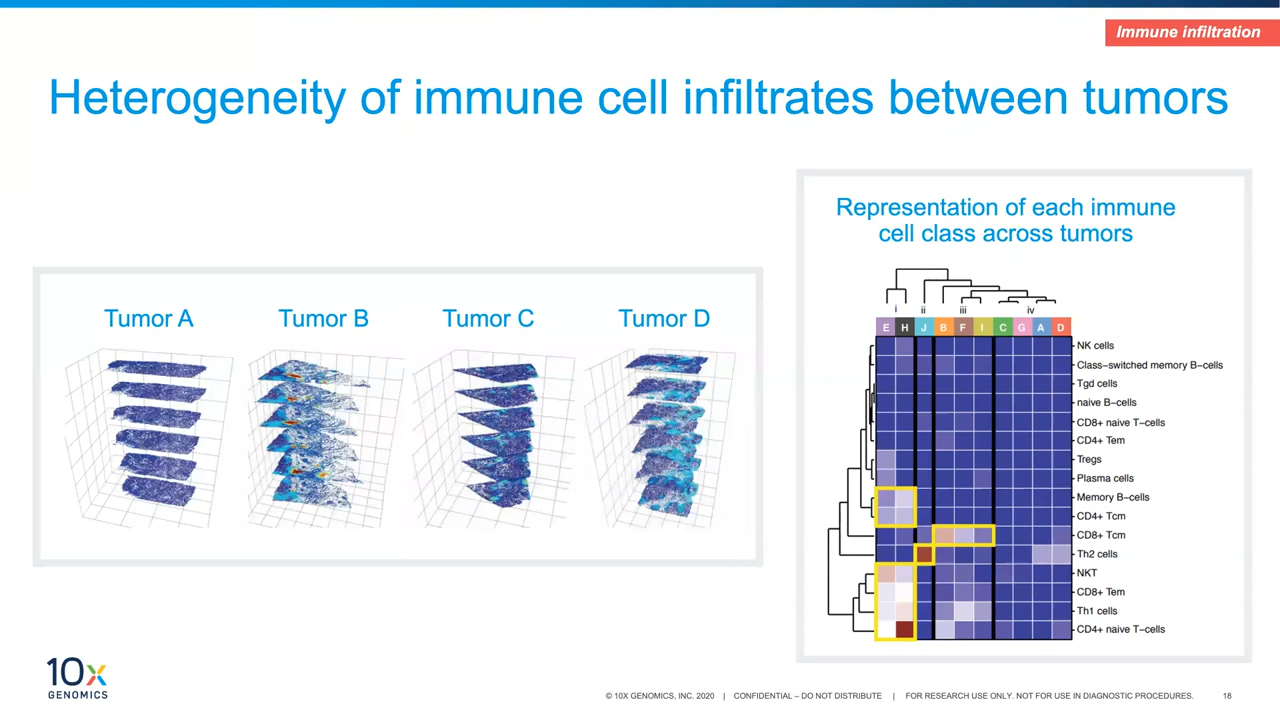 Immune infiltration
Heterogeneity of immune cell infiltrates between tumors
Tumor A
Tumor B
Tumor C
Tumor D
Representation of each immune
cell class across tumors
i
ii
iii
iv
E H J B F I C G A D
NK cells
Class-switched memory B-cells
Tgd cells
naive B-cells
CD8+ naive T-cells
CD4+ Tem
Tregs
Plasma cells
Memory B-cells
CD4+ Tcm
CD8+ Tcm
Th2 cells
NKT
CD8+ Tem
Th1 cells
CD4+ naive T-cells
10x
GENOMICS
© 10X GENOMICS, INC. 2020 | CONFIDENTIAL – DO NOT DISTRIBUTE | FOR RESEARCH USE ONLY. NOT FOR USE IN DIAGNOSTIC PROCEDURES. 18